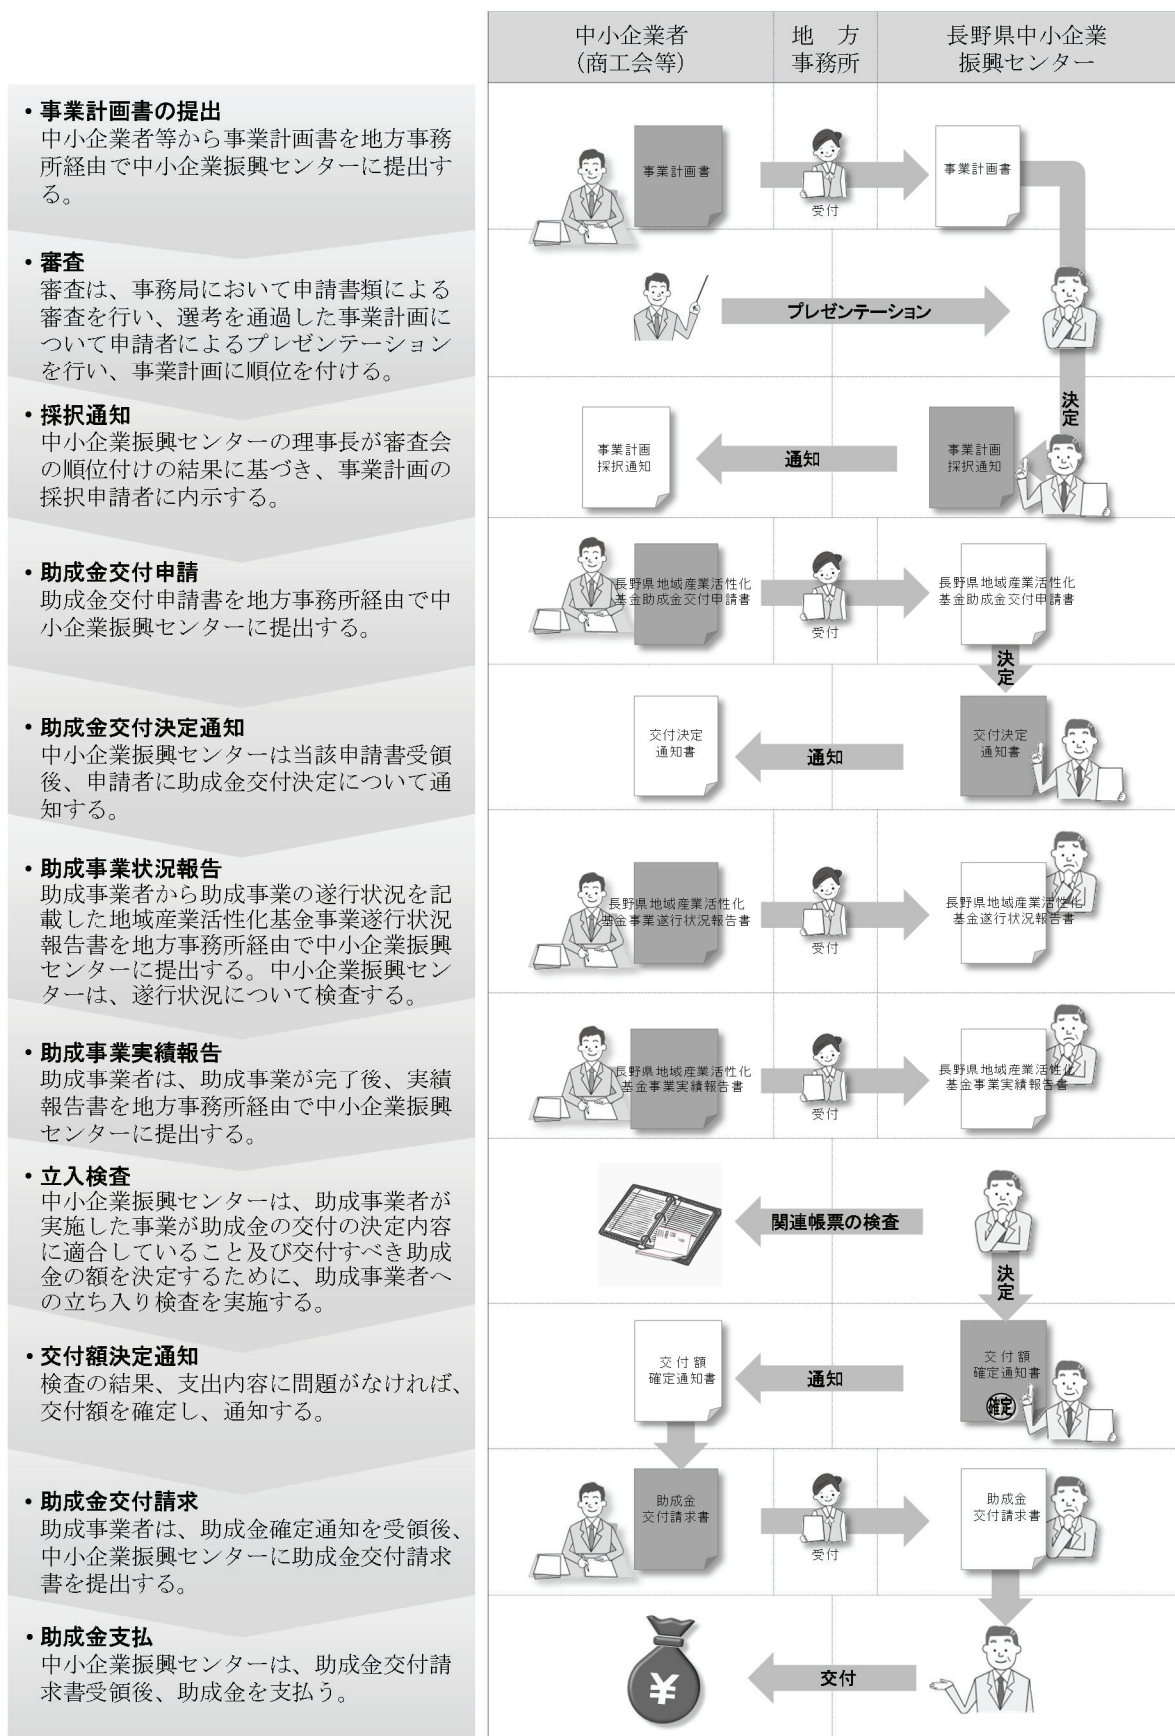 中小企業者
(商工会等)
地　方
事務所
長野県中小企業
振興センター
・事業計画書の提出
中小企業者等から事業計画書を地方事務
所経由で中小企業振興センターに提出す
る。
事業計画書
受付
事業計画書
・審査
審査は、事務局において申請書類による
審査を行い、選考を通過した事業計画に
ついて申請者によるプレゼンテーション
を行い、事業計画に順位を付ける。
プレゼンテーション
決定
・採択通知
中小企業振興センターの理事長が審査会
の順位付けの結果に基づき、事業計画の
採択申請者に内示する。
事業計画
採択通知
通知
事業計画
採択通知
・助成金交付申請
助成金交付申請書を地方事務所経由で中
小企業振興センターに提出する。
長野県地域産業活性化
基金助成金交付申請書
受付
長野県地域産業活性化
基金助成金交付申請書
決定
・助成金交付決定通知
中小企業振興センターは当該申請書受領
後、申請者に助成金交付決定について通
知する。
交付決定
通知書
通知
交付決定
通知書
・助成事業状況報告
助成事業者から助成事業の遂行状況を記
載した地域産業活性化基金事業遂行状況
報告書を地方事務所経由で中小企業振興
センターに提出する。中小企業振興セン
ターは、遂行状況について検査する。
長野県地域産業活性化
基金事業遂行状況報告書
受付
長野県地域産業活性化
基金遂行状況報告書
・助成事業実績報告
助成事業者は、助成事業が完了後、実績
報告書を地方事務所経由で中小企業振興
センターに提出する。
長野県地域産業活性化
基金事業実績報告書
受付
長野県地域産業活性化
基金事業実績報告書
・立入検査
中小企業振興センターは、助成事業者が
実施した事業が助成金の交付の決定内容
に適合していること及び交付すべき助成
金の額を決定するために、助成事業者へ
の立ち入り検査を実施する。
関連帳票の検査
決定
・交付額決定通知
検査の結果、支出内容に問題がなければ、
交付額を確定し、通知する。
交付額
確定通知書
通知
交付額
確定通知書
確定
・助成金交付請求
助成事業者は、助成金確定通知を受領後、
中小企業振興センターに助成金交付請求
書を提出する。
助成金
交付請求書
受付
助成金
交付請求書
・助成金支払
中小企業振興センターは、助成金交付請
求書受領後、助成金を支払う。
¥
交付